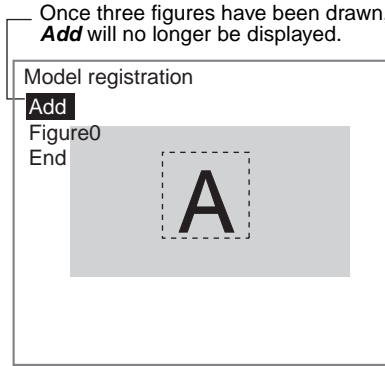 Once three figures have been drawn,
Add will no longer be displayed.
Model registration
Add
Figure0
End
A